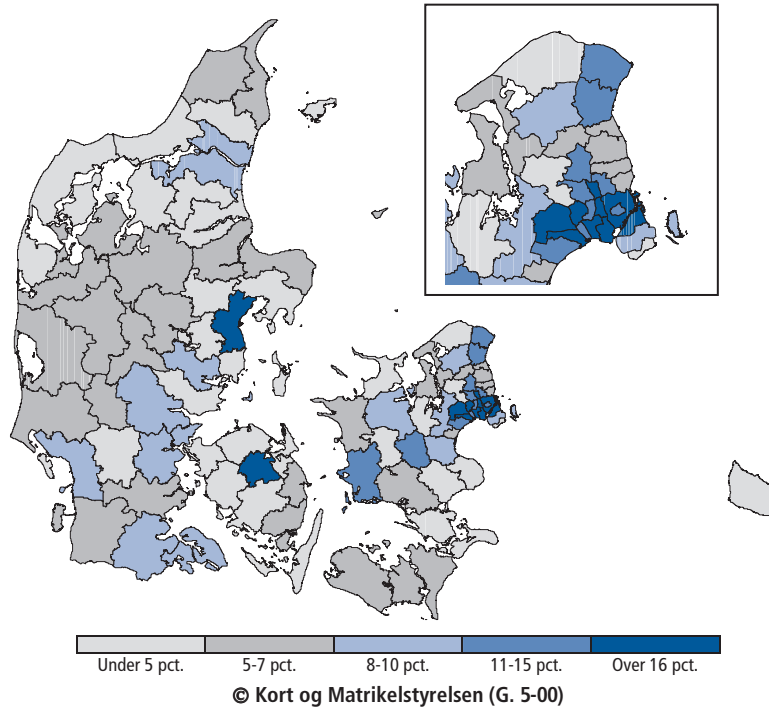 Under 5 pct. 5-7 pct. 8-10 pct. 11-15 pct. Over 16 pct.
© Kort og Matrikelstyrelsen (G. 5-00)